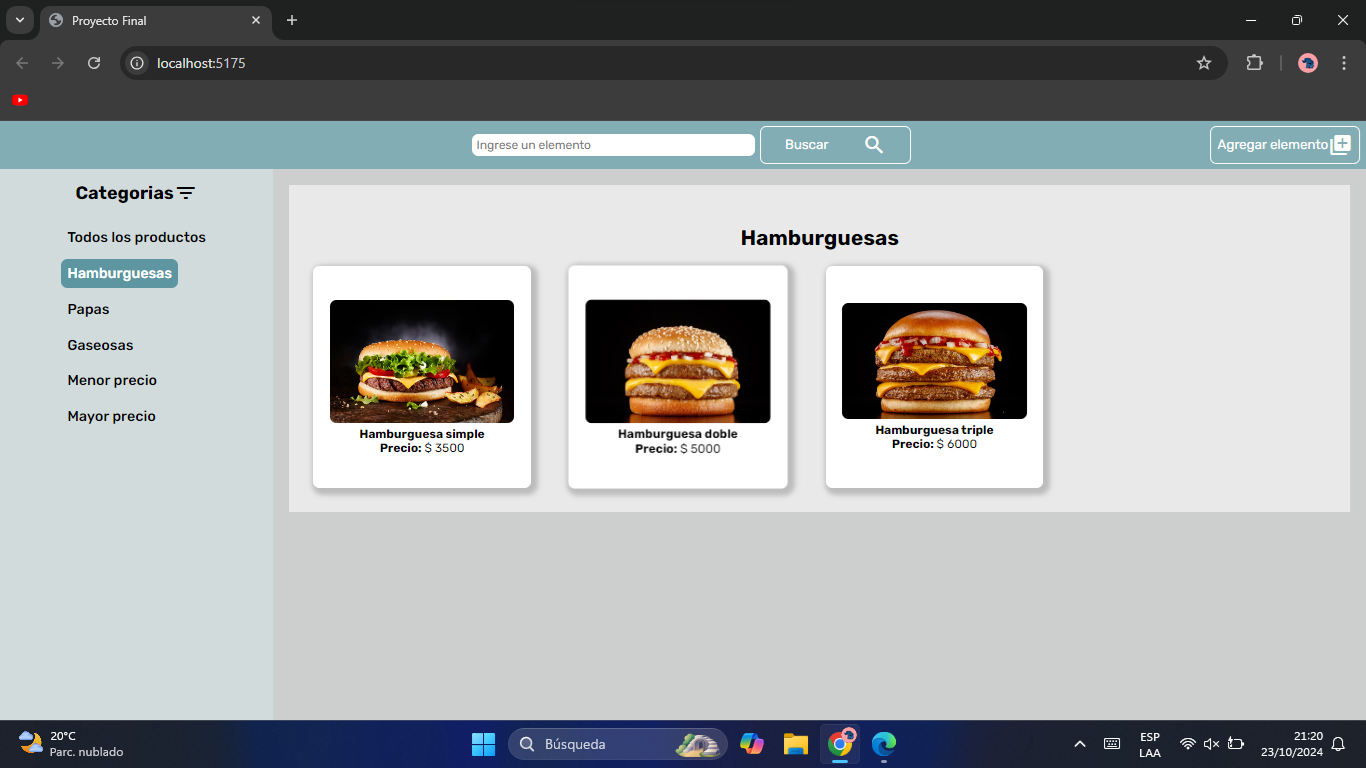 Proyecto Final
localhost:5175
Ingrese un elemento
Buscar
Agregar elemento
Categorias
Todos los productos
Hamburguesas
Papas
Gaseosas
Menor precio
Mayor precio
Hamburguesas
Hamburguesa simple
Precio: $ 3500
Hamburguesa doble
Precio: $ 5000
Hamburguesa triple
Precio: $ 6000
20°C
Parc. nublado
Búsqueda
ESP
LAA
21:20
23/10/2024